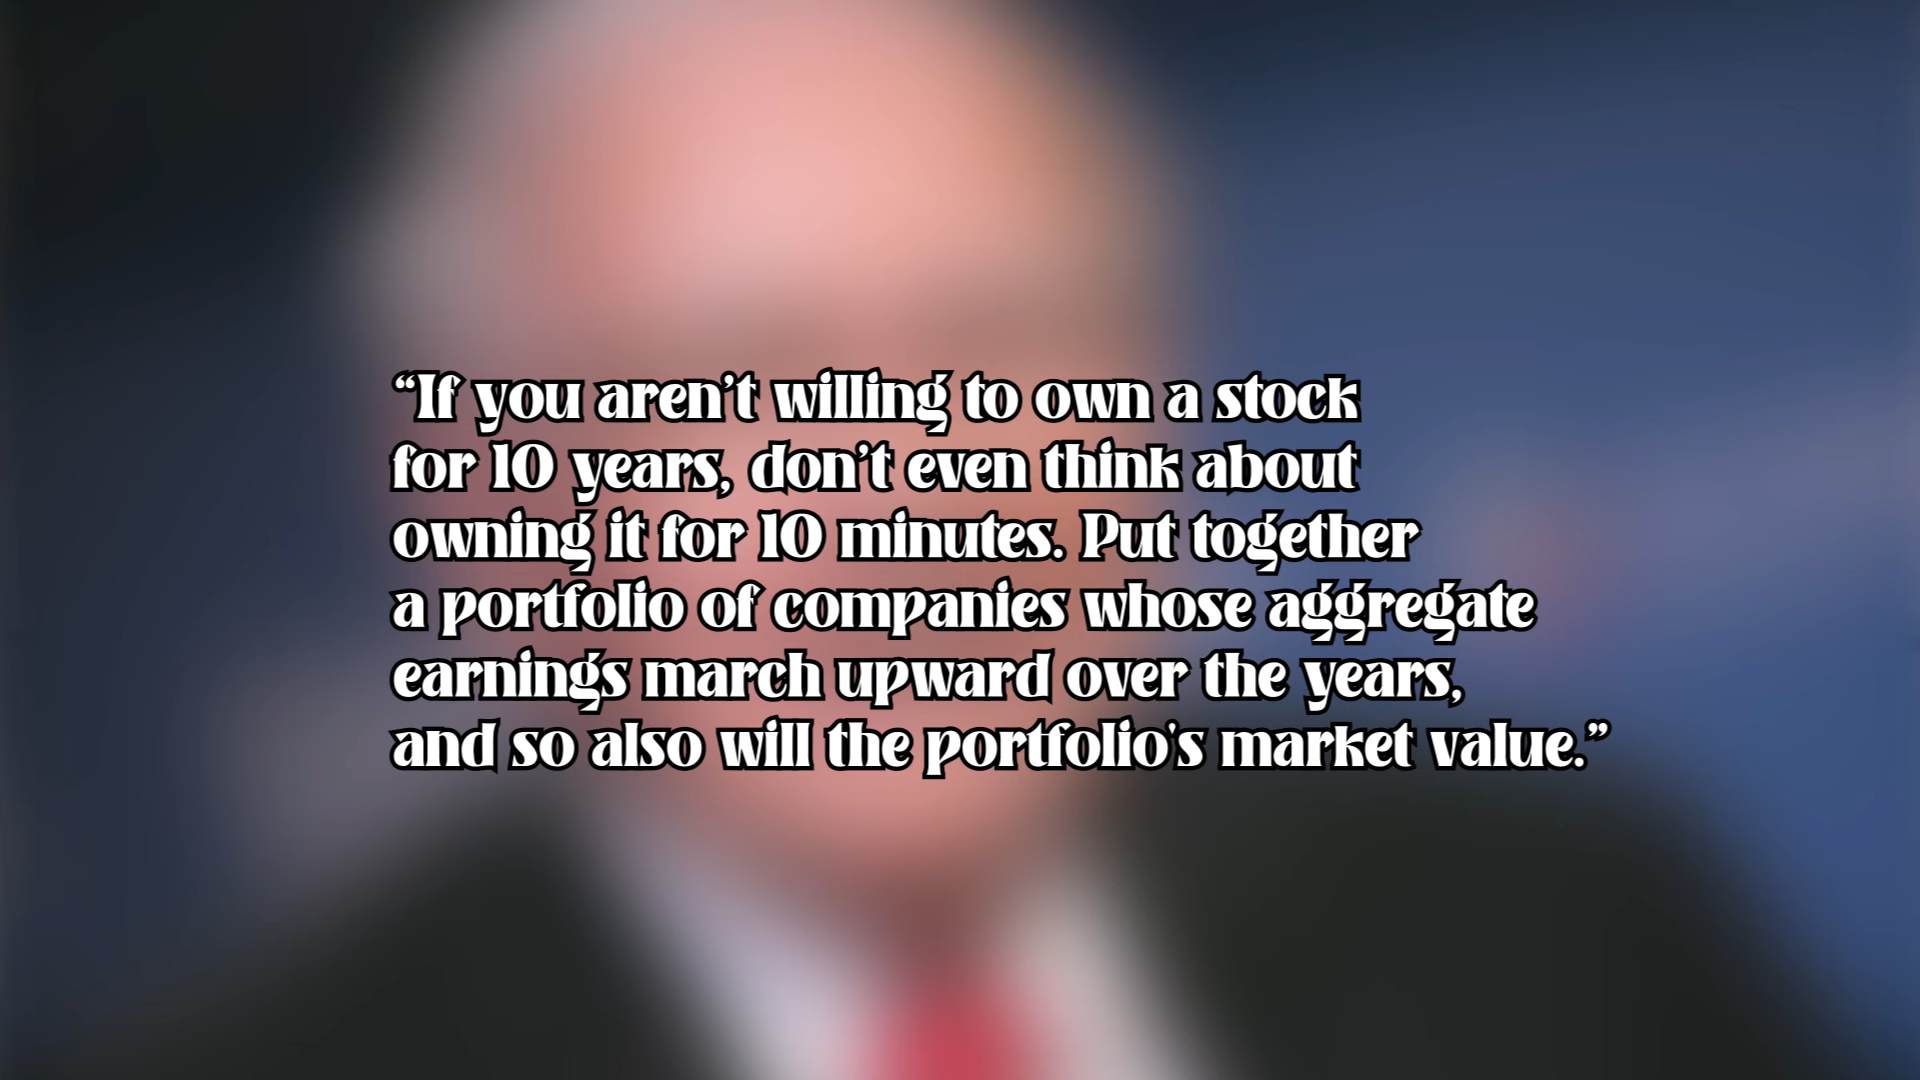 “If you aren’t willing to own a stock
for 10 years, don’t even think about
owning it for 10 minutes. Put together
a portfolio of companies whose aggregate
earnings march upward over the years,
and so also will the portfolio's market value.”